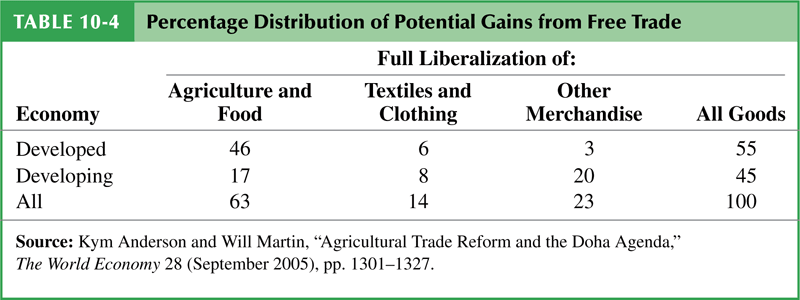 TABLE 10-4 Percentage Distribution of Potential Gains from Free Trade
Full Liberalization of:
Agriculture and Textiles and Other
Economy Food Clothing Merchandise All Goods
Developed 46 6 3 55
Developing 17 8 20 45
All 63 14 23 100
Source: Kym Anderson and Will Martin, “Agricultural Trade Reform and the Doha Agenda,”
The World Economy 28 (September 2005), pp. 1301–1327.